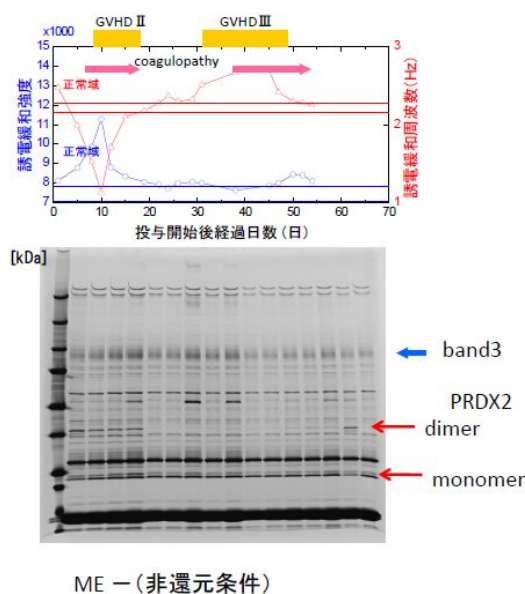 GVHD II
GVHD III
x1000
coagulopathy
正常域
正常域
15
14
13
12
11
10
9
8
7
3
2
1
0
10
20
30
40
50
60
70
誘電緩和強度
誘電緩和周波数(Hz)
投与開始後経過日数(日)
[kDa]
band3
PRDX2
dimer
monomer
ME －(非還元条件)